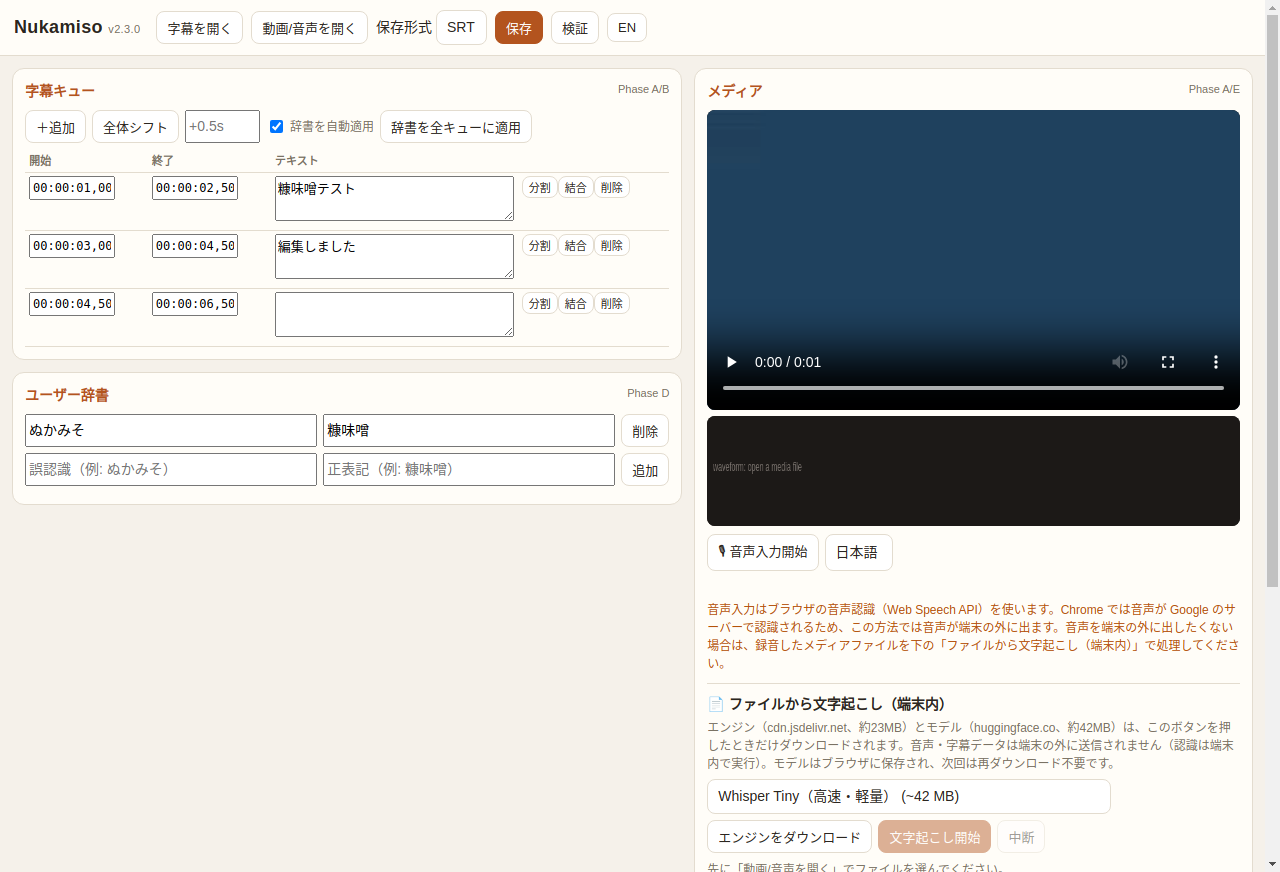 Nukamiso v2.3.0 字幕を開く 動画/音声を開く 保存形式 SRT 保存 検証 EN
字幕キュー Phase A/B
＋追加 全体シフト +0.5s 辞書を自動適用 辞書を全キューに適用
開始 終了 テキスト
00:00:01,00 00:00:02,50 糠味噌テスト 分割 結合 削除
00:00:03,00 00:00:04,50 編集しました 分割 結合 削除
00:00:04,50 00:00:06,50 分割 結合 削除
ユーザー辞書 Phase D
ぬかみそ 糠味噌 削除
誤認識（例: ぬかみそ） 正表記（例: 糠味噌） 追加
メディア Phase A/E
0:00 / 0:01
waveform: open a media file
🎙 音声入力開始 日本語
音声入力はブラウザの音声認識（Web Speech API）を使います。Chrome では音声が Google のサ
ーバーで認識されるため、この方法では音声が端末の外に出ます。音声を端末の外に出したくない
場合は、録音したメディアファイルを下の「ファイルから文字起こし（端末内）」で処理してくださ
い。
📄 ファイルから文字起こし（端末内）
エンジン（cdn.jsdelivr.net、約23MB）とモデル（huggingface.co、約42MB）は、このボタンを押
したときだけダウンロードされます。音声・字幕データは端末の外に送信されません（認識は端末
内で実行）。モデルはブラウザに保存され、次回は再ダウンロード不要です。
Whisper Tiny（高速・軽量） (~42 MB)
エンジンをダウンロード 文字起こし開始 中断
先に「動画/音声を開く」でファイルを選んでください。